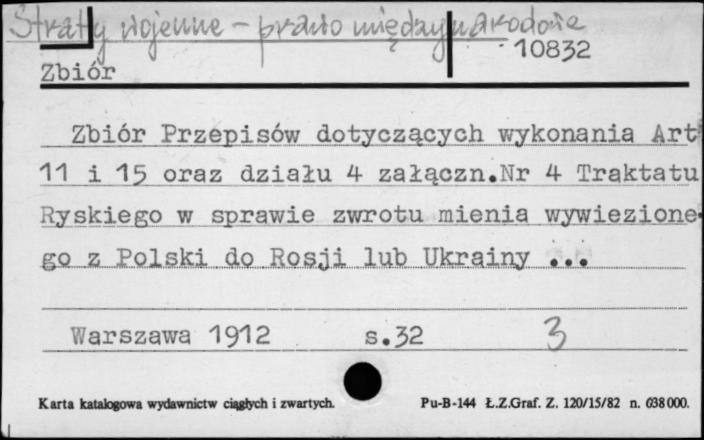 Straty wojenne – prawo międzynarodowe
10832
Zbiór
Zbiór Przepisów dotyczących wykonania Art
11 i 15 oraz działu 4 załączn.Nr 4 Traktatu
Ryskiego w sprawie zwrotu mienia wywiezione-
go z Polski do Rosji lub Ukrainy ...
Warszawa 1912 s.32 3
Karta katalogowa wydawnictw ciągłych i zwartych. Pu-B-144 Ł.Z.Graf. Z. 120/15/82 n. 038000.